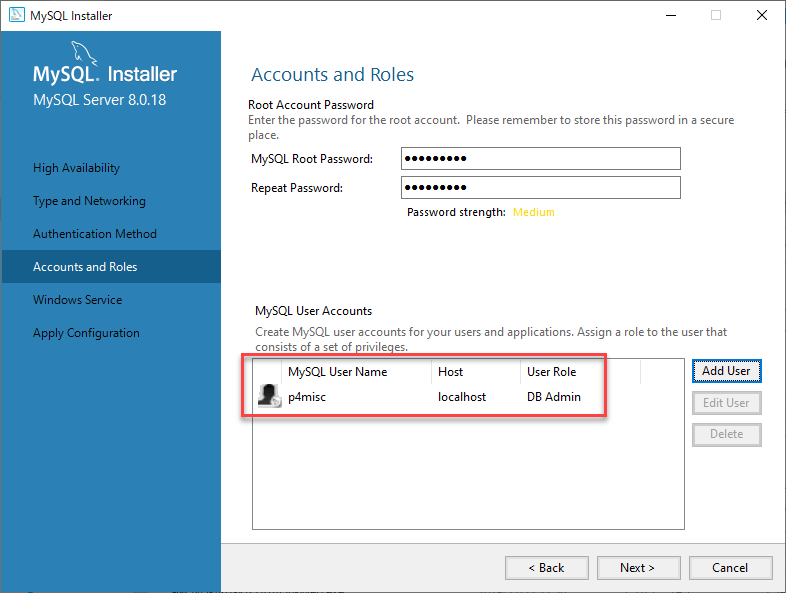 MySQL Installer
MySQL. Installer
MySQL Server 8.0.18
High Availability
Type and Networking
Authentication Method
Accounts and Roles
Windows Service
Apply Configuration
Accounts and Roles
Root Account Password
Enter the password for the root account.  Please remember to store this password in a secure
place.
MySQL Root Password: ●●●●●●●●●
Repeat Password: ●●●●●●●●●
Password strength: Medium
MySQL User Accounts
Create MySQL user accounts for your users and applications. Assign a role to the user that
consists of a set of privileges.
MySQL User Name Host User Role
p4misc localhost DB Admin
Add User
Edit User
Delete
< Back Next > Cancel